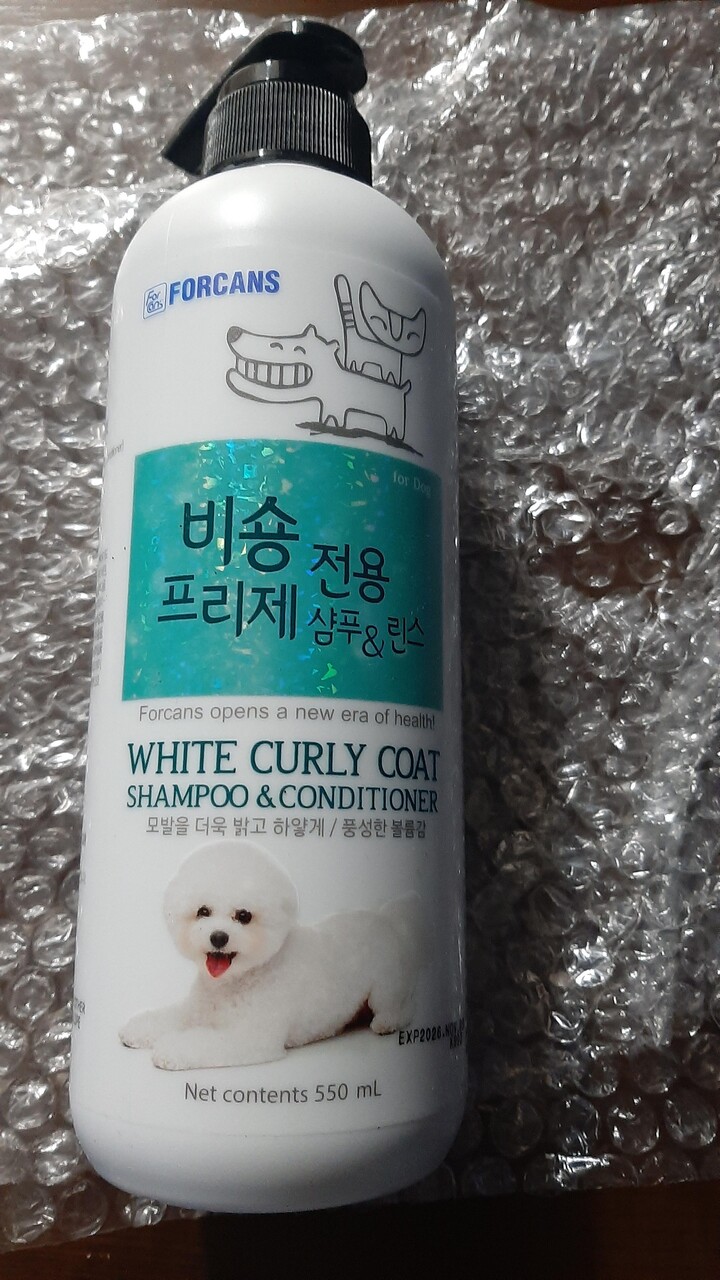 FORCANS
for Dog
비숑
프리제
전용
샴푸&린스
Forcans opens a new era of health!
WHITE CURLY COAT
SHAMPOO & CONDITIONER
모발을 더욱 밝고 하얗게 / 풍성한 볼륨감
EXP2026.NOV
Net contents 550 mL